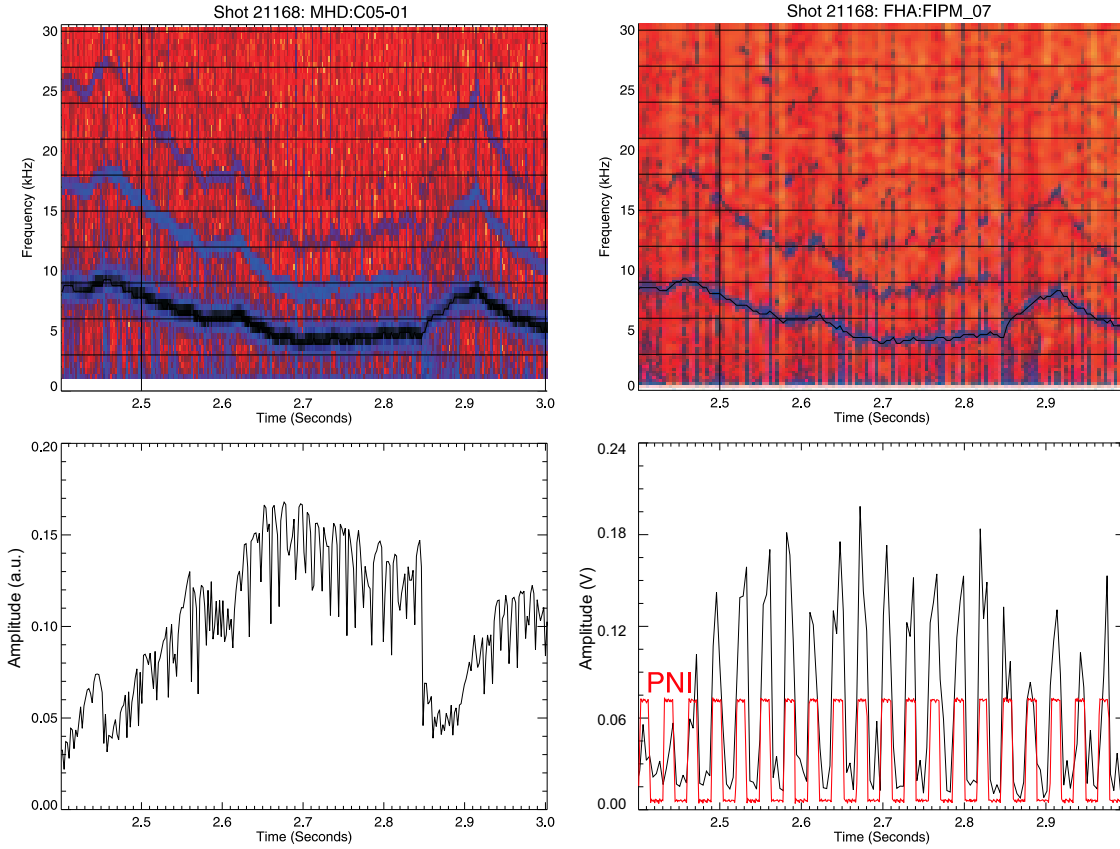 Shot 21168: MHD:C05-01
Frequency (kHz)
30
25
20
15
10
5
0
2.5 2.6 2.7 2.8 2.9 3.0
Time (Seconds)
Shot 21168: FHA:FIPM_07
Frequency (kHz)
30
25
20
15
10
5
0
2.5 2.6 2.7 2.8 2.9
Time (Seconds)
Amplitude (a.u.)
0.20
0.15
0.10
0.05
0.00
2.5 2.6 2.7 2.8 2.9 3.0
Time (Seconds)
Amplitude (V)
0.24
0.18
0.12
0.06
0.00
PNI
2.5 2.6 2.7 2.8 2.9
Time (Seconds)